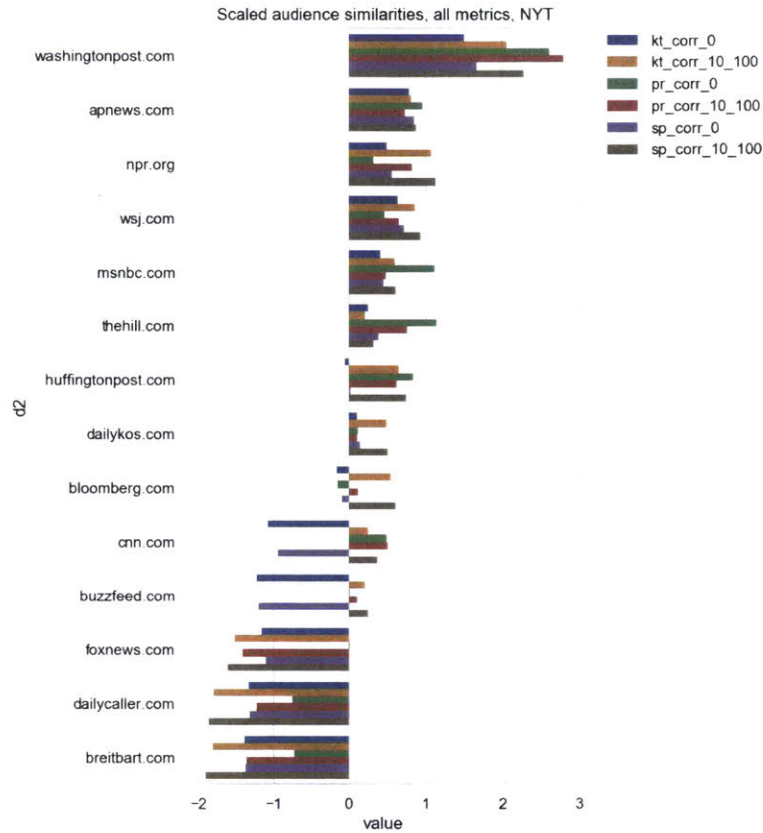 Scaled audience similarities, all metrics, NYT
washingtonpost.com
apnews.com
npr.org
wsj.com
msnbc.com
thehill.com
huffingtonpost.com
dailykos.com
bloomberg.com
cnn.com
buzzfeed.com
foxnews.com
dailycaller.com
breitbart.com
d2
−2 −1 0 1 2 3
value
kt_corr_0
kt_corr_10_100
pr_corr_0
pr_corr_10_100
sp_corr_0
sp_corr_10_100